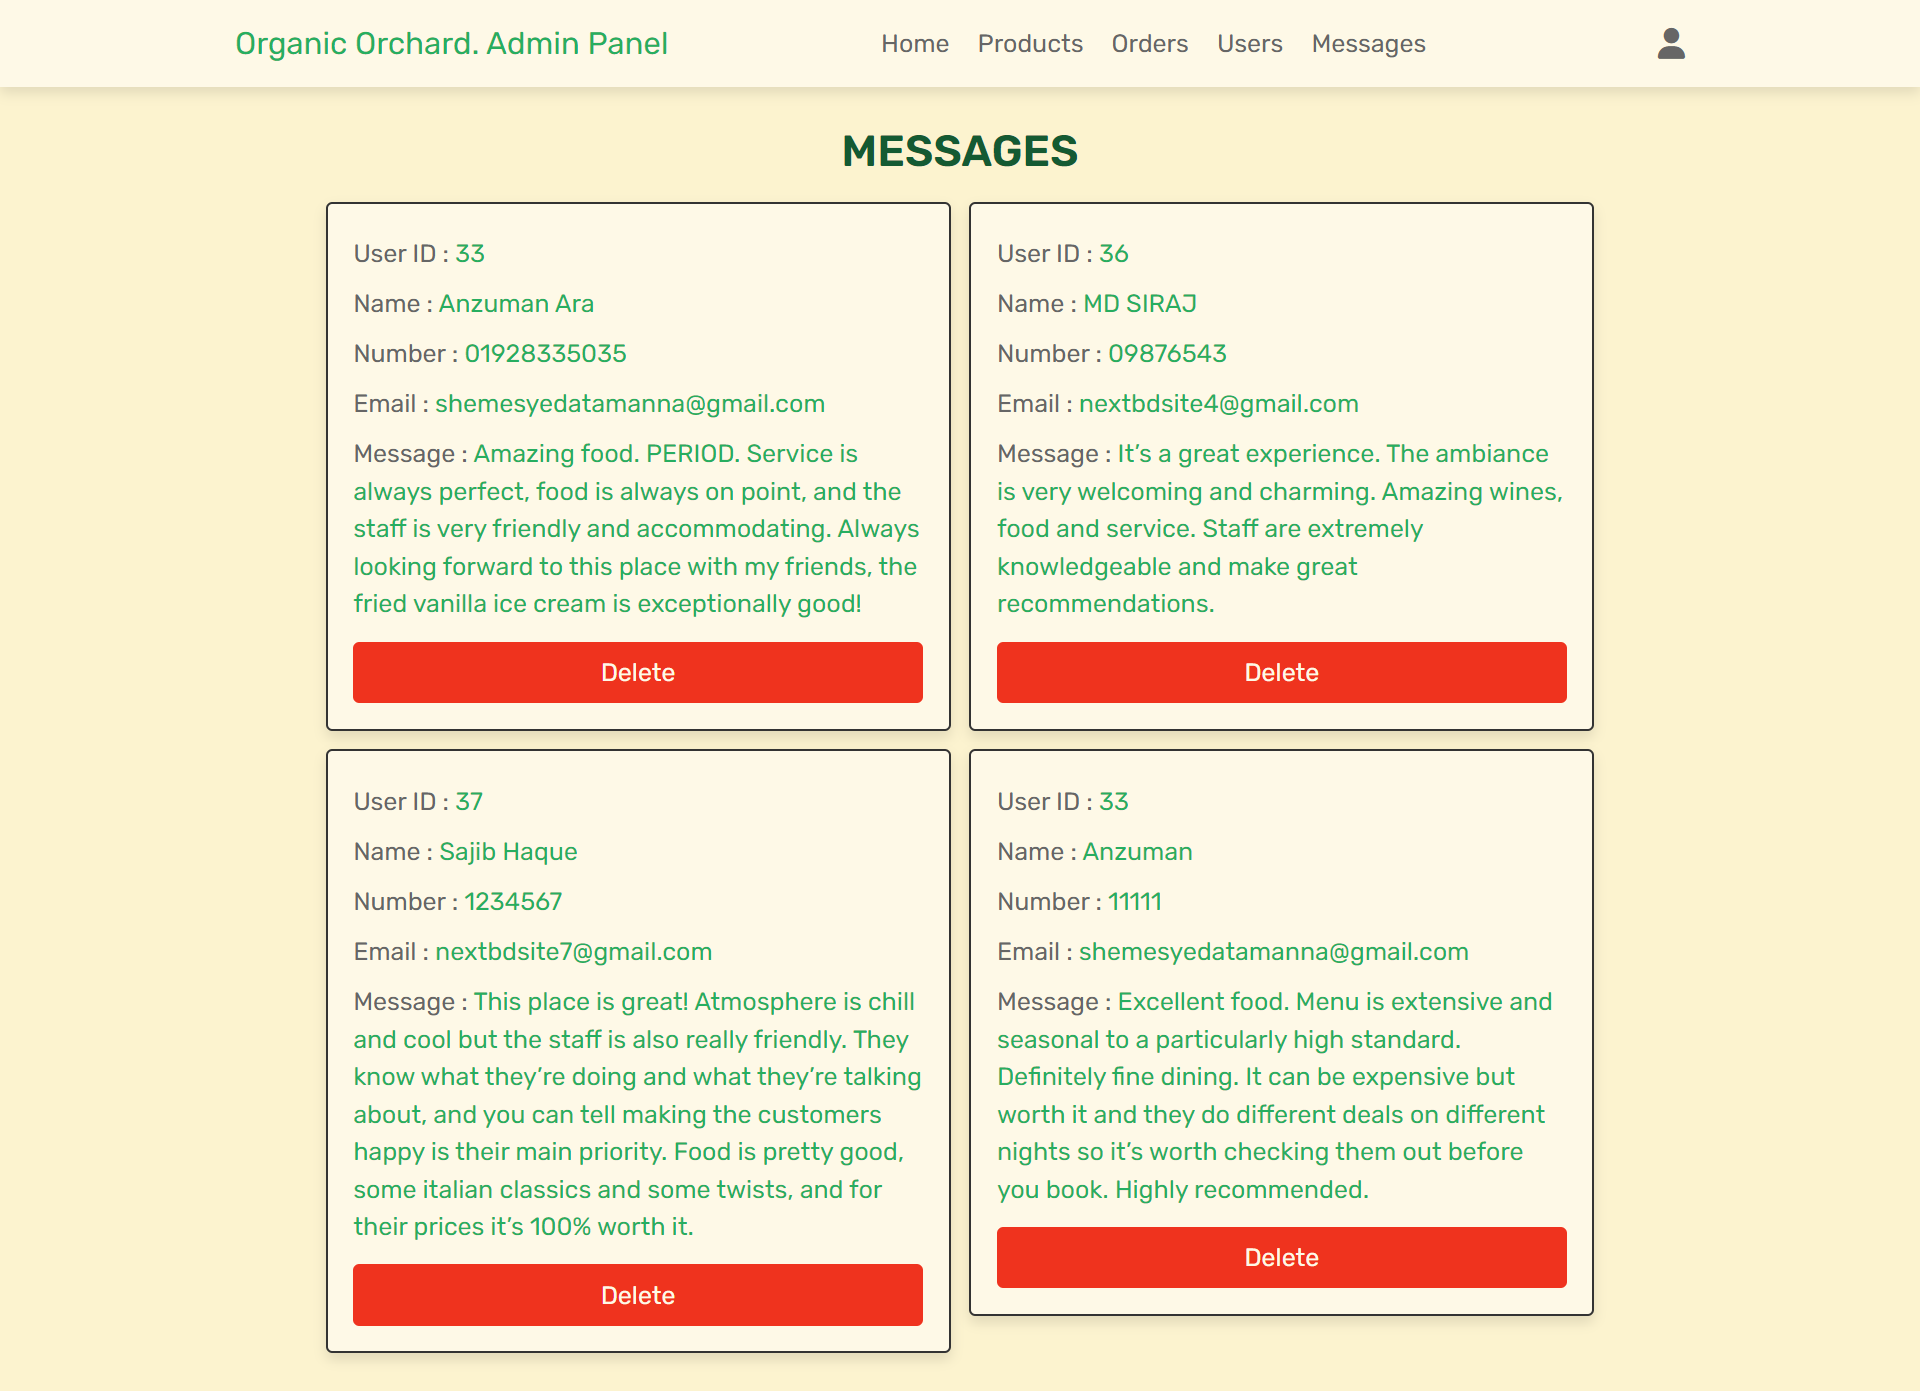 Organic Orchard. Admin Panel
Home Products Orders Users Messages
MESSAGES
User ID : 33
Name : Anzuman Ara
Number : 01928335035
Email : shemesyedatamanna@gmail.com
Message : Amazing food. PERIOD. Service is
always perfect, food is always on point, and the
staff is very friendly and accommodating. Always
looking forward to this place with my friends, the
fried vanilla ice cream is exceptionally good!
Delete
User ID : 36
Name : MD SIRAJ
Number : 09876543
Email : nextbdsite4@gmail.com
Message : It’s a great experience. The ambiance
is very welcoming and charming. Amazing wines,
food and service. Staff are extremely
knowledgeable and make great
recommendations.
Delete
User ID : 37
Name : Sajib Haque
Number : 1234567
Email : nextbdsite7@gmail.com
Message : This place is great! Atmosphere is chill
and cool but the staff is also really friendly. They
know what they’re doing and what they’re talking
about, and you can tell making the customers
happy is their main priority. Food is pretty good,
some italian classics and some twists, and for
their prices it’s 100% worth it.
Delete
User ID : 33
Name : Anzuman
Number : 11111
Email : shemesyedatamanna@gmail.com
Message : Excellent food. Menu is extensive and
seasonal to a particularly high standard.
Definitely fine dining. It can be expensive but
worth it and they do different deals on different
nights so it’s worth checking them out before
you book. Highly recommended.
Delete